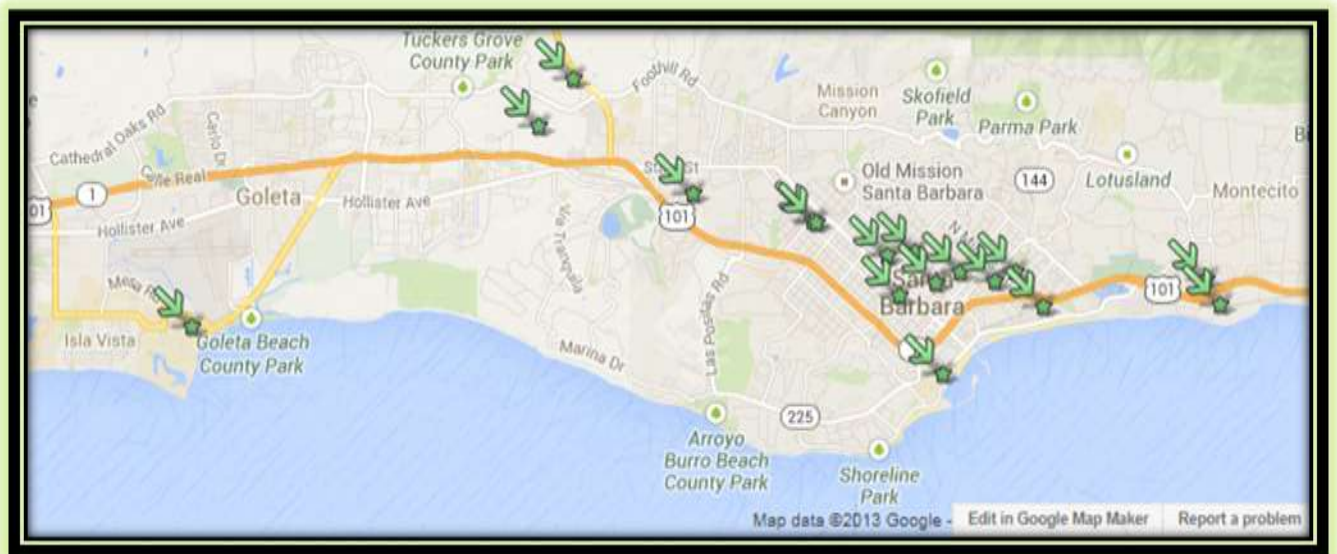 Tuckers Grove
County Park
Foothill Rd
Mission
Canyon
Skofield
Park
Parma Park
Cathedral Oaks Rd
Calle Real
1
101
Goleta
Hollister Ave
Hollister Ave
Via
101
Old Mission
Santa Barbara
144
Lotusland
Montecito
Mesa
Isla Vista
Goleta Beach
County Park
Marina Dr
Las Positas Rd
Barbara
101
225
Arroyo
Burro Beach
County Park
Shoreline
Park
Map data ©2013 Google -
Edit in Google Map Maker
Report a problem